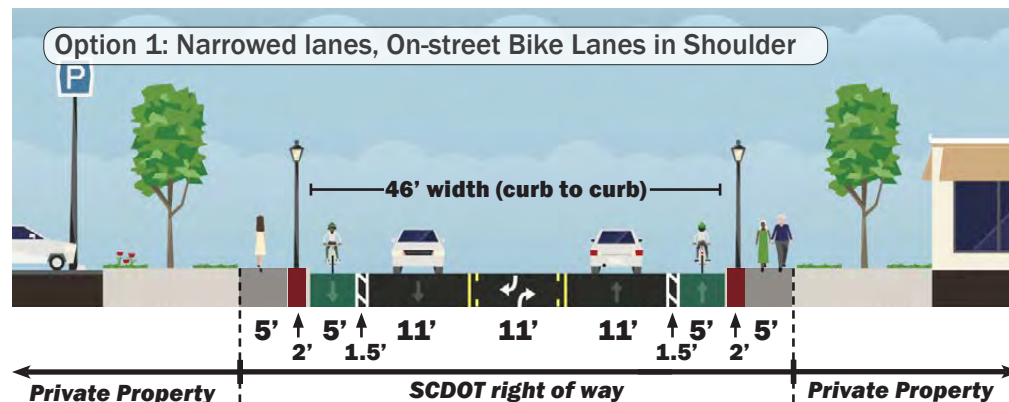 Option 1: Narrowed lanes, On-street Bike Lanes in Shoulder
P
46’ width (curb to curb)
5’ 2’ 5’ 1.5’ 11’ 11’ 11’ 1.5’ 5’ 2’ 5’
Private Property SCDOT right of way Private Property